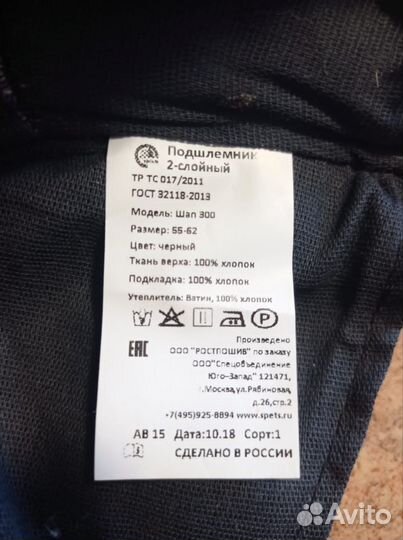 Подшлемник
2-слойный
ТР ТС 017/2011
ГОСТ 32118-2013
Модель: Шап 300
Размер: 55-62
Цвет: черный
Ткань верха: 100% хлопок
Подкладка: 100% хлопок
Утеплитель: Ватин, 100% хлопок
P
EAC
Произведено
ООО "РОСТПОШИВ" по заказу
ООО"Спецобъединение
Юго-Запад" 121471,
г.Москва,ул.Рябиновая,
д.26,стр.2
+7(495)925-8894 www.spets.ru
АВ 15 Дата:10.18 Сорт:1
СДЕЛАНО В РОССИИ
Avito